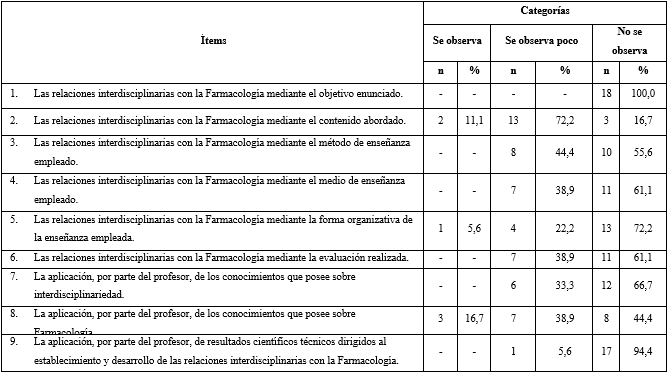 Categorías
Ítems
Se observa Se observa poco No se observa
n % n % n %
1. Las relaciones interdisciplinarias con la Farmacología mediante el objetivo enunciado. - - - - 18 100,0
2. Las relaciones interdisciplinarias con la Farmacología mediante el contenido abordado. 2 11,1 13 72,2 3 16,7
3. Las relaciones interdisciplinarias con la Farmacología mediante el método de enseñanza
empleado. - - 8 44,4 10 55,6
4. Las relaciones interdisciplinarias con la Farmacología mediante el medio de enseñanza
empleado. - - 7 38,9 11 61,1
5. Las relaciones interdisciplinarias con la Farmacología mediante la forma organizativa de
la enseñanza empleada. 1 5,6 4 22,2 13 72,2
6. Las relaciones interdisciplinarias con la Farmacología mediante la evaluación realizada. - - 7 38,9 11 61,1
7. La aplicación, por parte del profesor, de los conocimientos que posee sobre
interdisciplinariedad. - - 6 33,3 12 66,7
8. La aplicación, por parte del profesor, de los conocimientos que posee sobre
Farmacología. 3 16,7 7 38,9 8 44,4
9. La aplicación, por parte del profesor, de resultados científicos técnicos dirigidos al
establecimiento y desarrollo de las relaciones interdisciplinarias con la Farmacología. - - 1 5,6 17 94,4